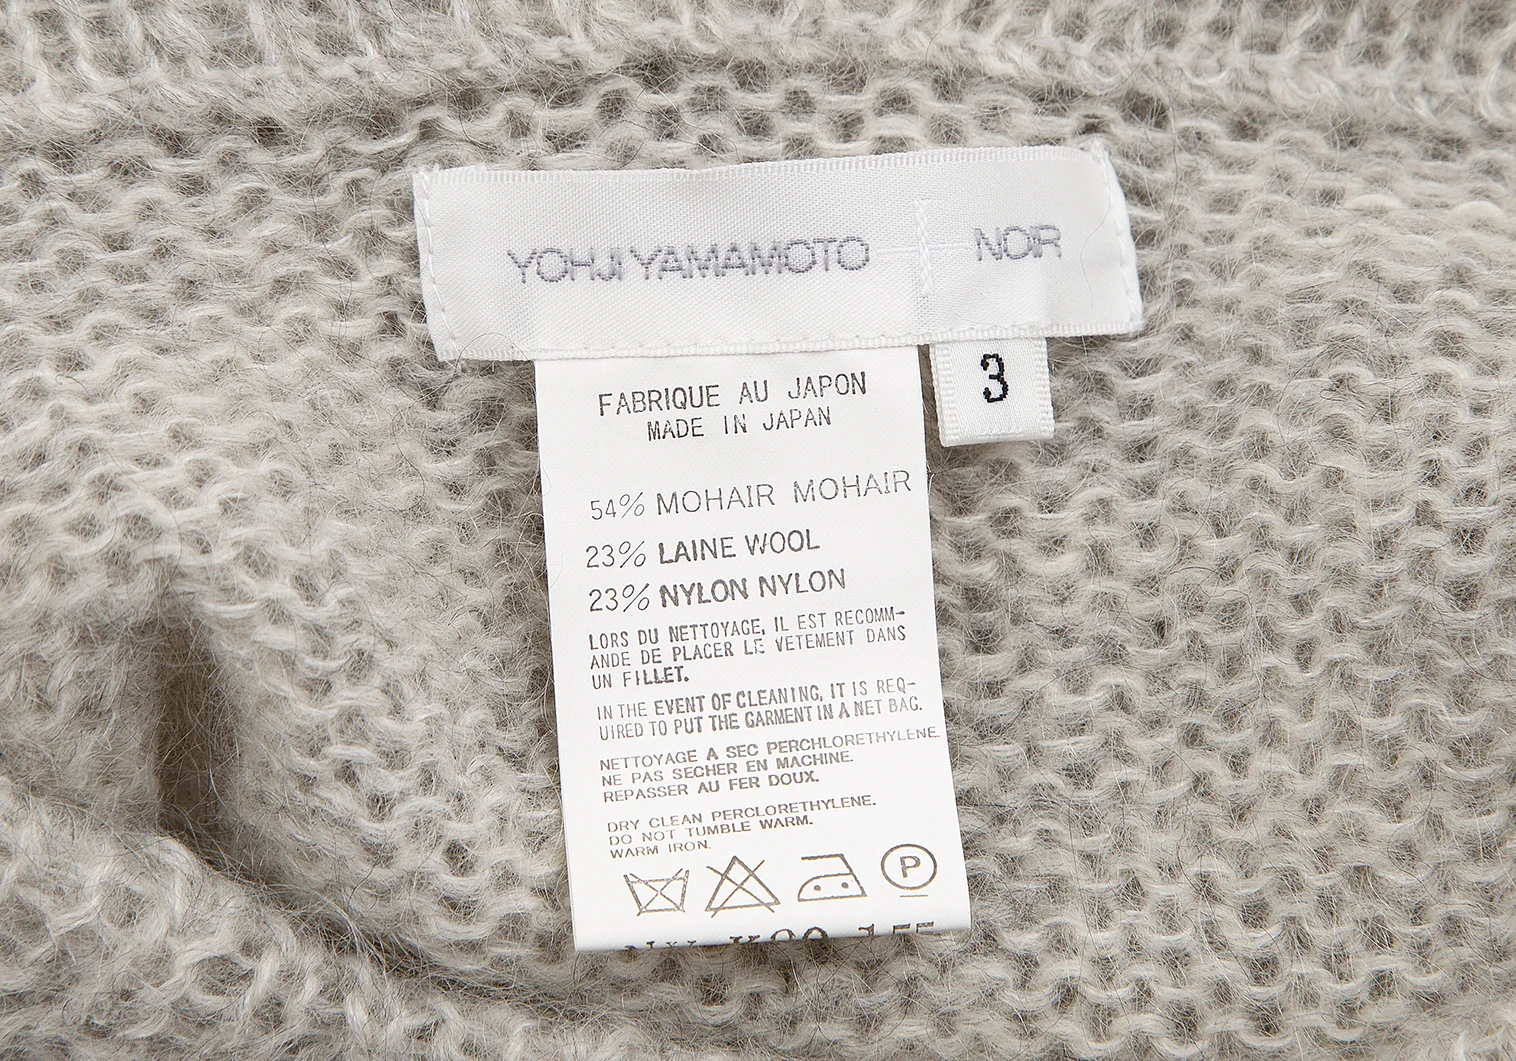 YOHJI YAMAMOTO NOIR
3
FABRIQUE AU JAPON
MADE IN JAPAN
54% MOHAIR MOHAIR
23% LAINE WOOL
23% NYLON NYLON
LORS DU NETTOYAGE, IL EST RECOMM-
ANDE DE PLACER LE VETEMENT DANS
UN FILLET.
IN THE EVENT OF CLEANING, IT IS REQ-
UIRED TO PUT THE GARMENT IN A NET BAG.
NETTOYAGE A SEC PERCHLORETHYLENE.
NE PAS SECHER EN MACHINE.
REPASSER AU FER DOUX.
DRY CLEAN PERCLORETHYLENE.
DO NOT TUMBLE WARM.
WARM IRON.
P